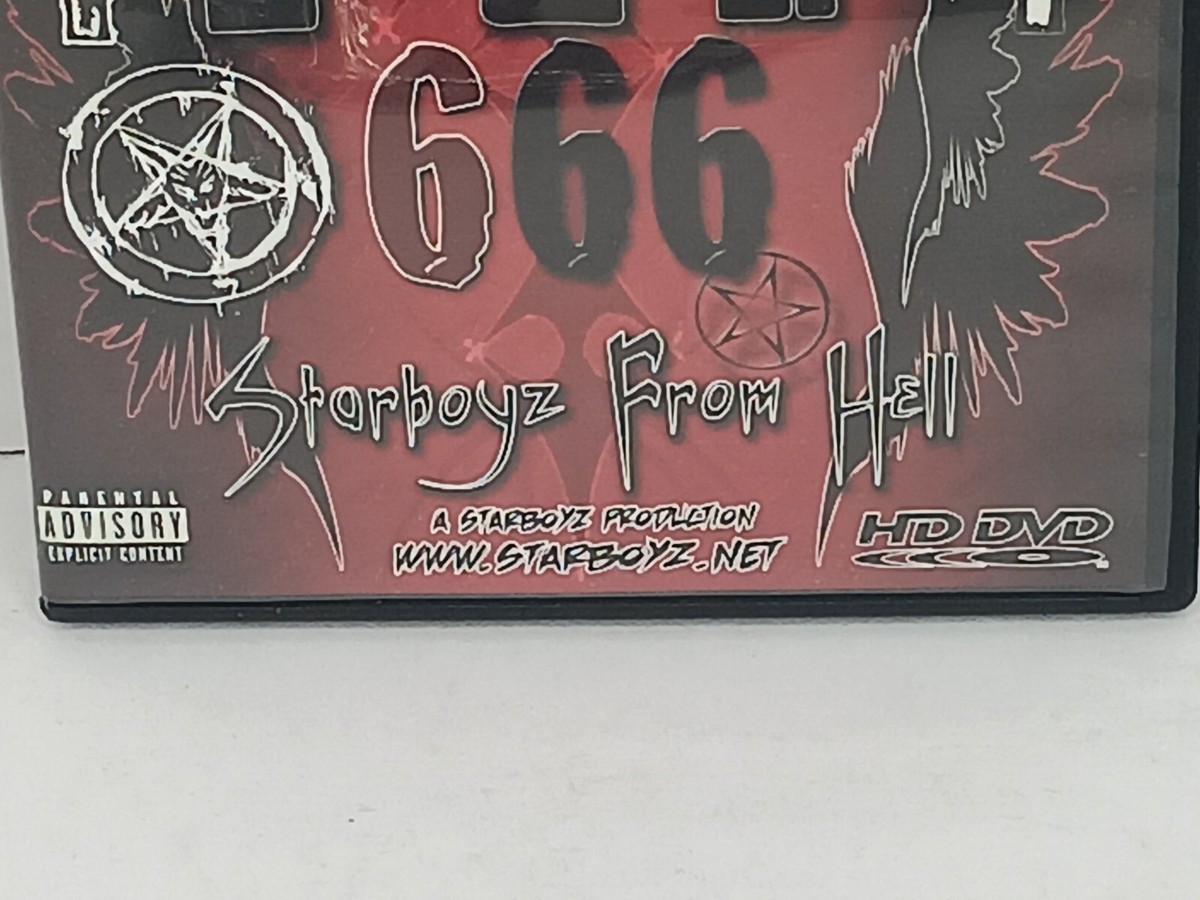 666
Starboyz From Hell
PARENTAL
ADVISORY
EXPLICIT CONTENT
A STARBOYZ PRODUCTION
WWW.STARBOYZ.NET
HD DVD